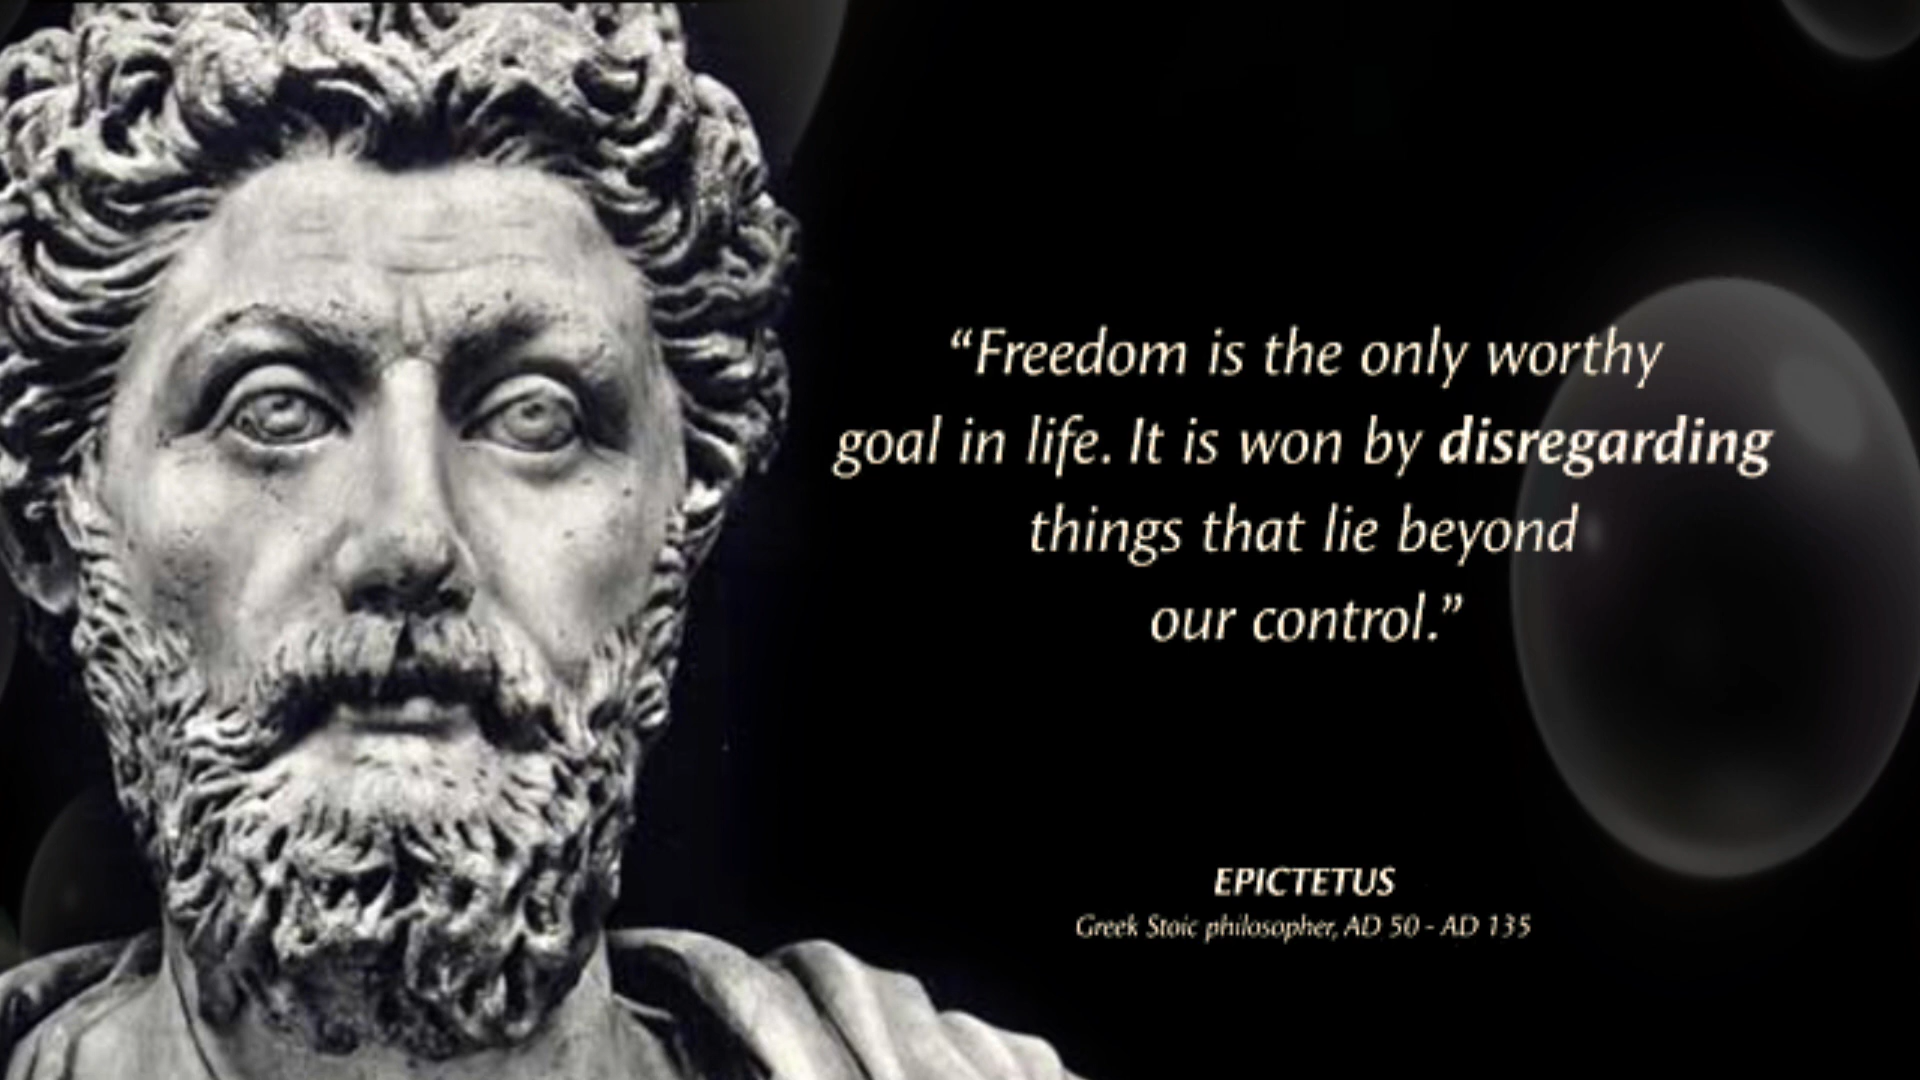 “Freedom is the only worthy
goal in life. It is won by disregarding
things that lie beyond
our control.”
EPICTETUS
Greek Stoic philosopher, AD 50 - AD 135